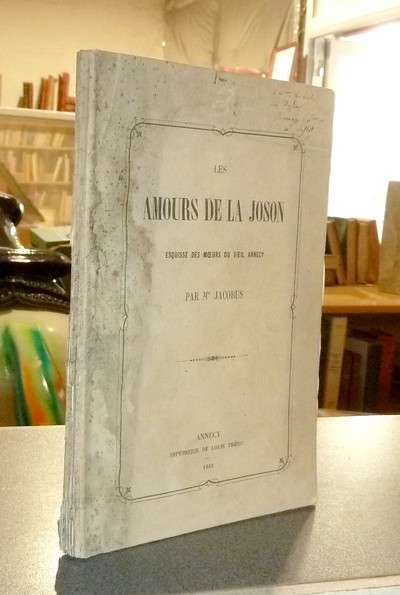 LES
AMOURS DE LA JOSON
ESQUISSE DES MŒURS DU VIEIL ANNECY
PAR Mᵉ JACOBUS
ANNECY
IMPRIMERIE DE LOUIS THÉSIO